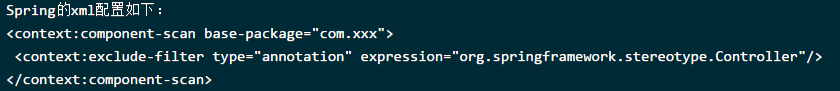 Spring的xml配置如下：
<context:component-scan base-package="com.xxx">
<context:exclude-filter type="annotation" expression="org.springframework.stereotype.Controller"/>
</context:component-scan>